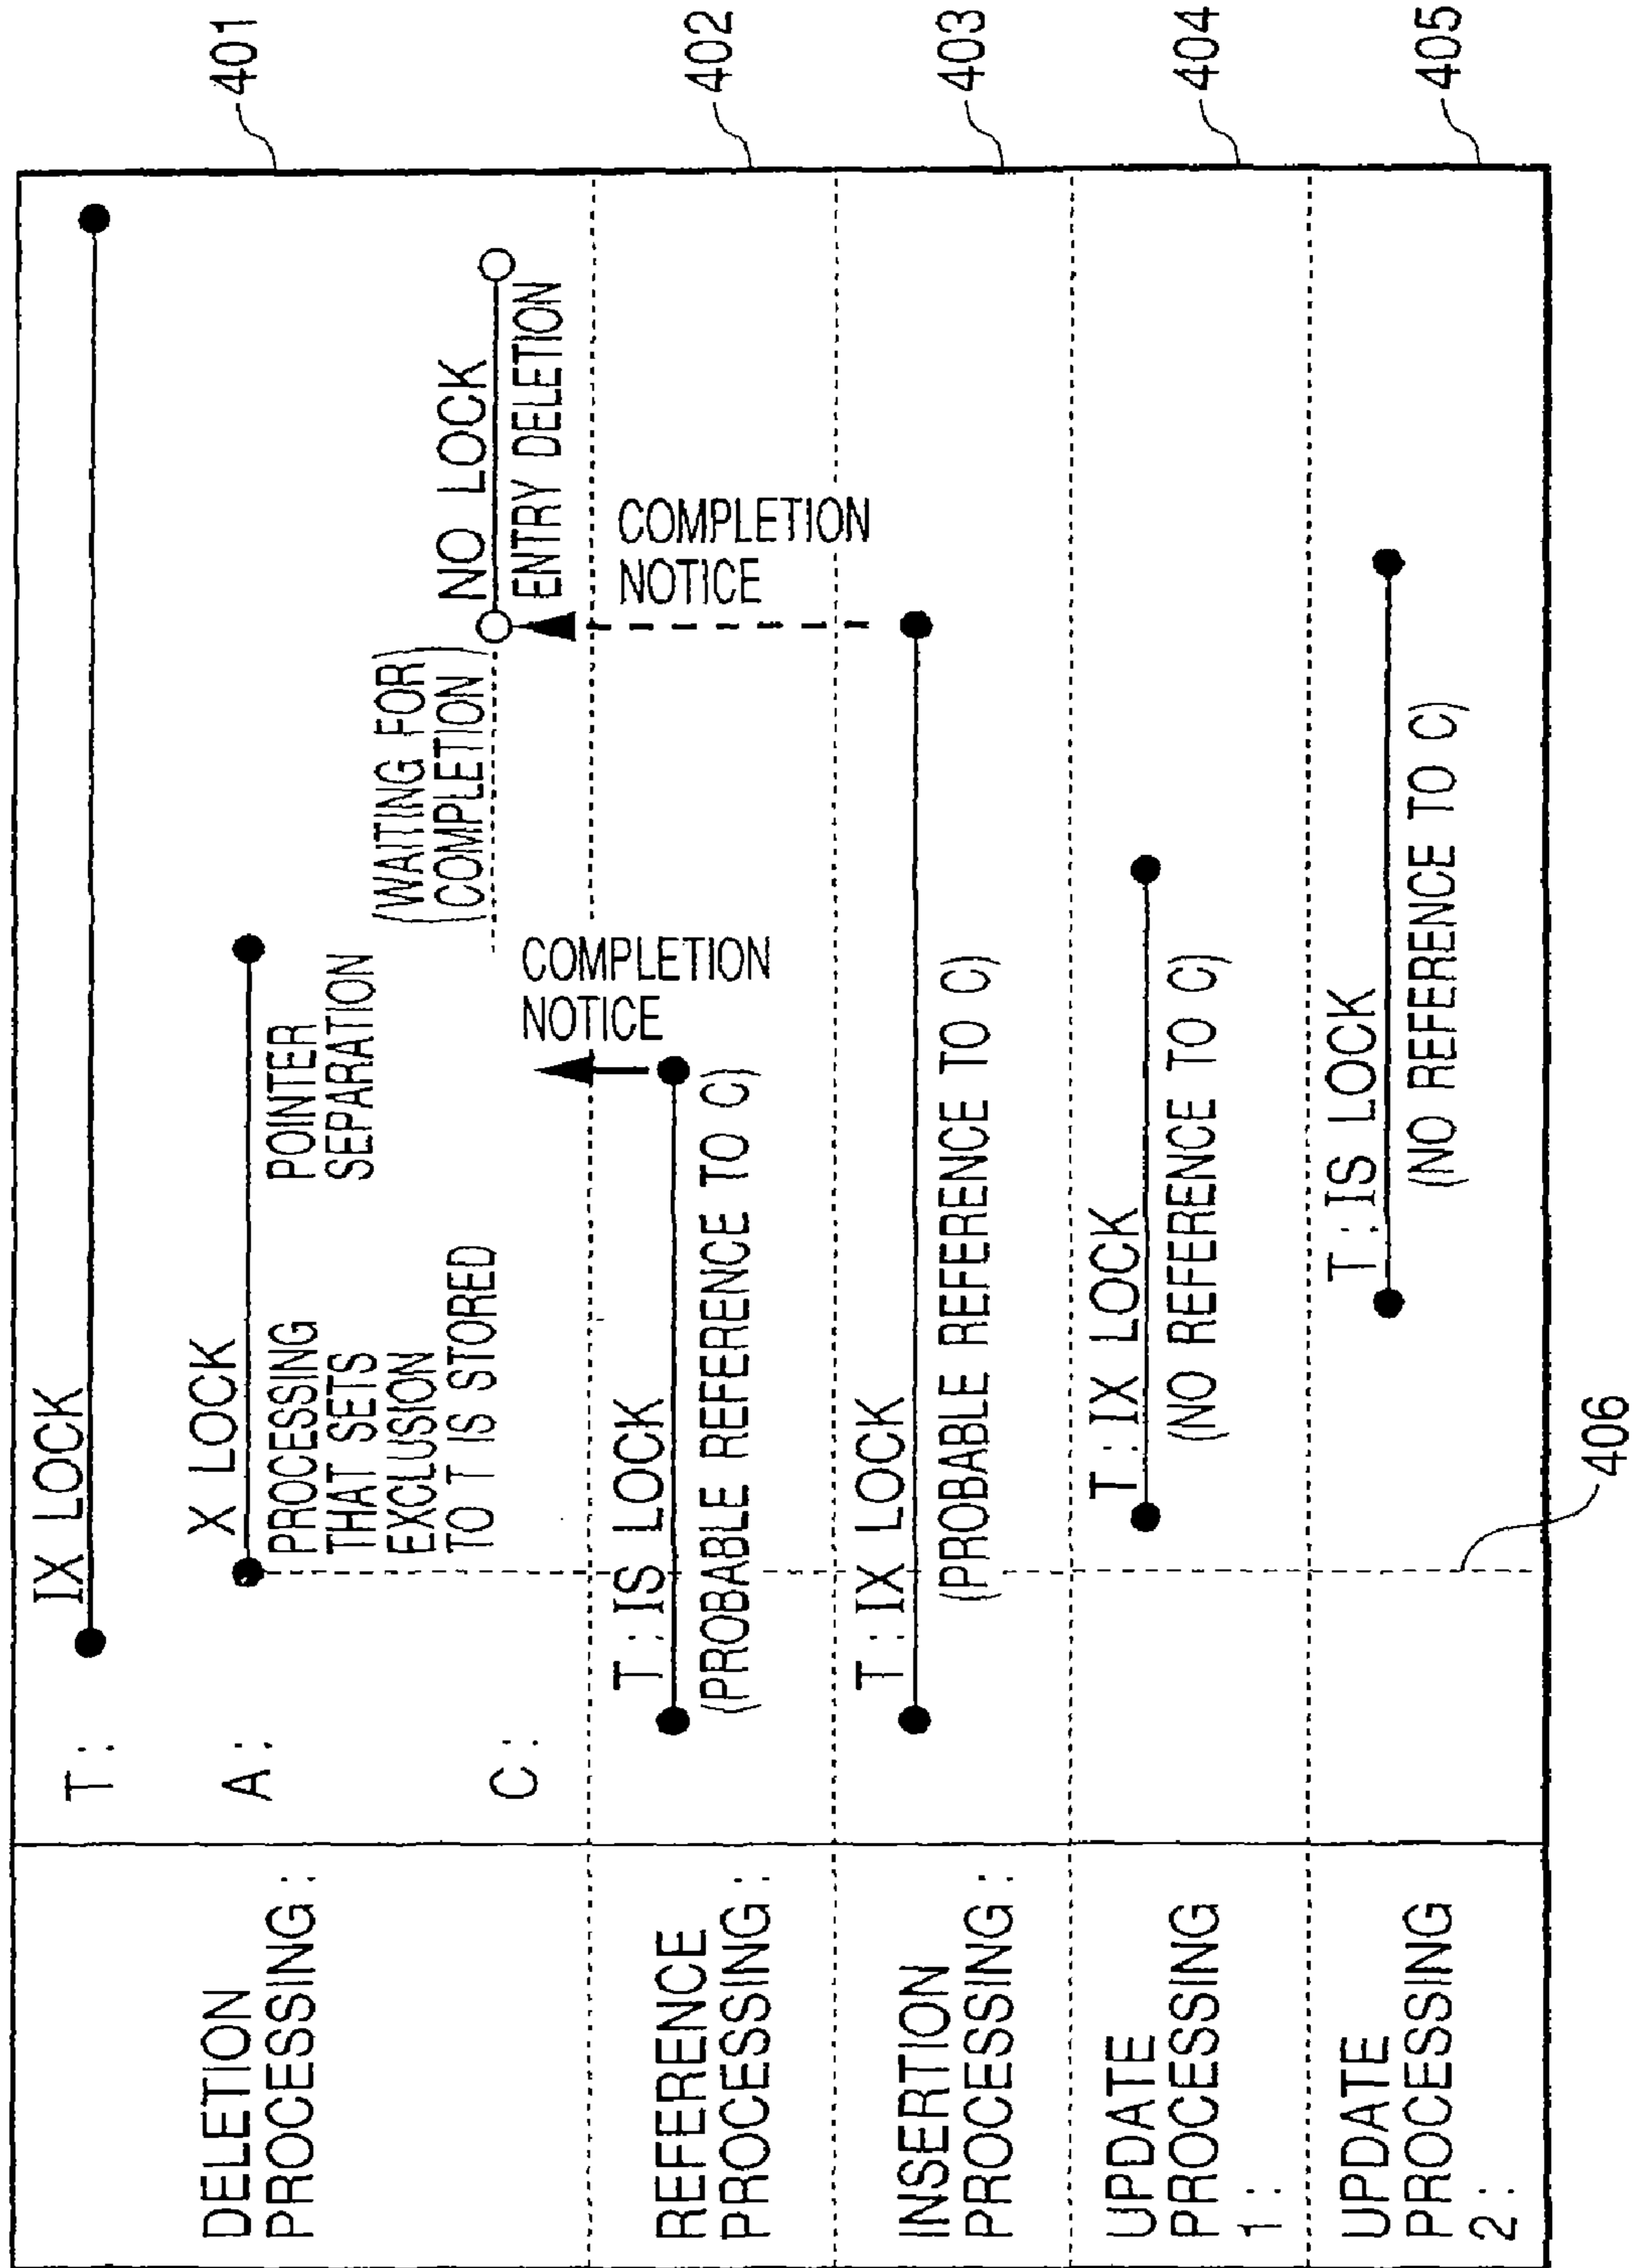 DELETION
PROCESSING :
T :
IX LOCK
A :
X LOCK
PROCESSING
THAT SETS
EXCLUSION
TO T IS STORED
POINTER
SEPARATION
C :
(WAITING FOR)
(COMPLETION)
NO LOCK
ENTRY DELETION
401
REFERENCE
PROCESSING :
T : IS LOCK
(PROBABLE REFERENCE TO C)
COMPLETION
NOTICE
COMPLETION
NOTICE
402
INSERTION
PROCESSING :
T : IX LOCK
(PROBABLE REFERENCE TO C)
403
UPDATE
PROCESSING
1 :
T : IX LOCK
(NO REFERENCE TO C)
404
UPDATE
PROCESSING
2 :
T : IS LOCK
(NO REFERENCE TO C)
405
406